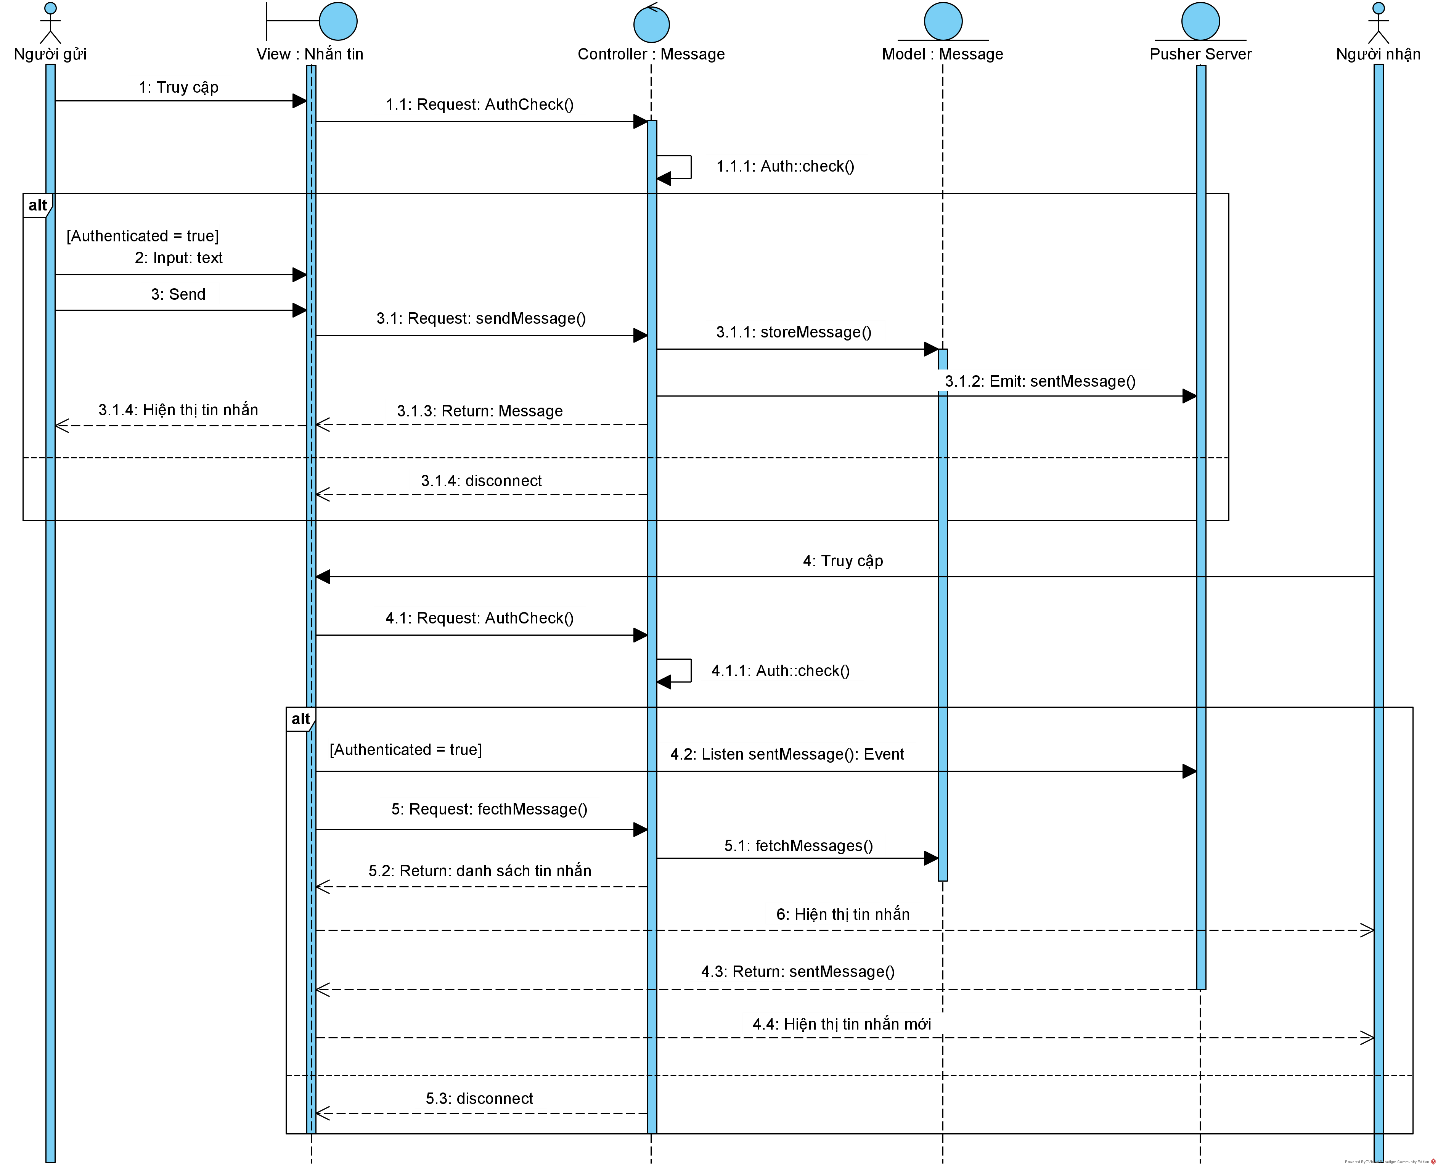 Người gửi
View : Nhắn tin
Controller : Message
Model : Message
Pusher Server
Người nhận
1: Truy cập
1.1: Request: AuthCheck()
1.1.1: Auth::check()
alt
[Authenticated = true]
2: Input: text
3: Send
3.1: Request: sendMessage()
3.1.1: storeMessage()
3.1.2: Emit: sentMessage()
3.1.4: Hiện thị tin nhắn
3.1.3: Return: Message
3.1.4: disconnect
4: Truy cập
4.1: Request: AuthCheck()
4.1.1: Auth::check()
alt
[Authenticated = true]
4.2: Listen sentMessage(): Event
5: Request: fecthMessage()
5.1: fetchMessages()
5.2: Return: danh sách tin nhắn
6: Hiện thị tin nhắn
4.3: Return: sentMessage()
4.4: Hiện thị tin nhắn mới
5.3: disconnect